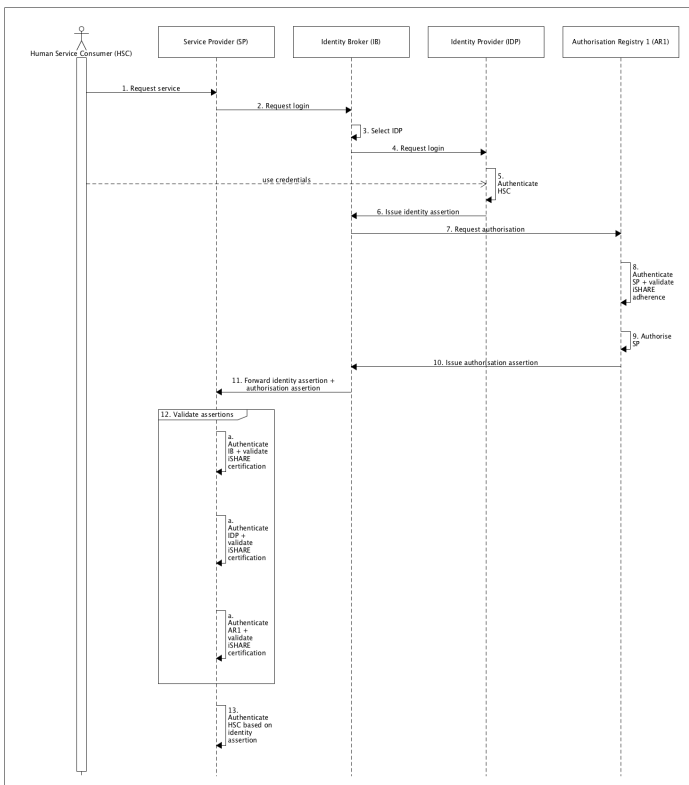 Human Service Consumer (HSC)
Service Provider (SP)
Identity Broker (IB)
Identity Provider (IDP)
Authorisation Registry 1 (AR1)
1. Request service
2. Request login
3. Select IDP
4. Request login
use credentials
5.
Authenticate
HSC
6. Issue identity assertion
7. Request authorisation
8.
Authenticate
SP + validate
iSHARE
adherence
9. Authorise
SP
10. Issue authorisation assertion
11. Forward identity assertion +
authorisation assertion
12. Validate assertions
a.
Authenticate
IB + validate
iSHARE
certification
a.
Authenticate
IDP +
validate
iSHARE
certification
a.
Authenticate
AR1 +
validate
iSHARE
certification
13.
Authenticate
HSC based on
identity
assertion